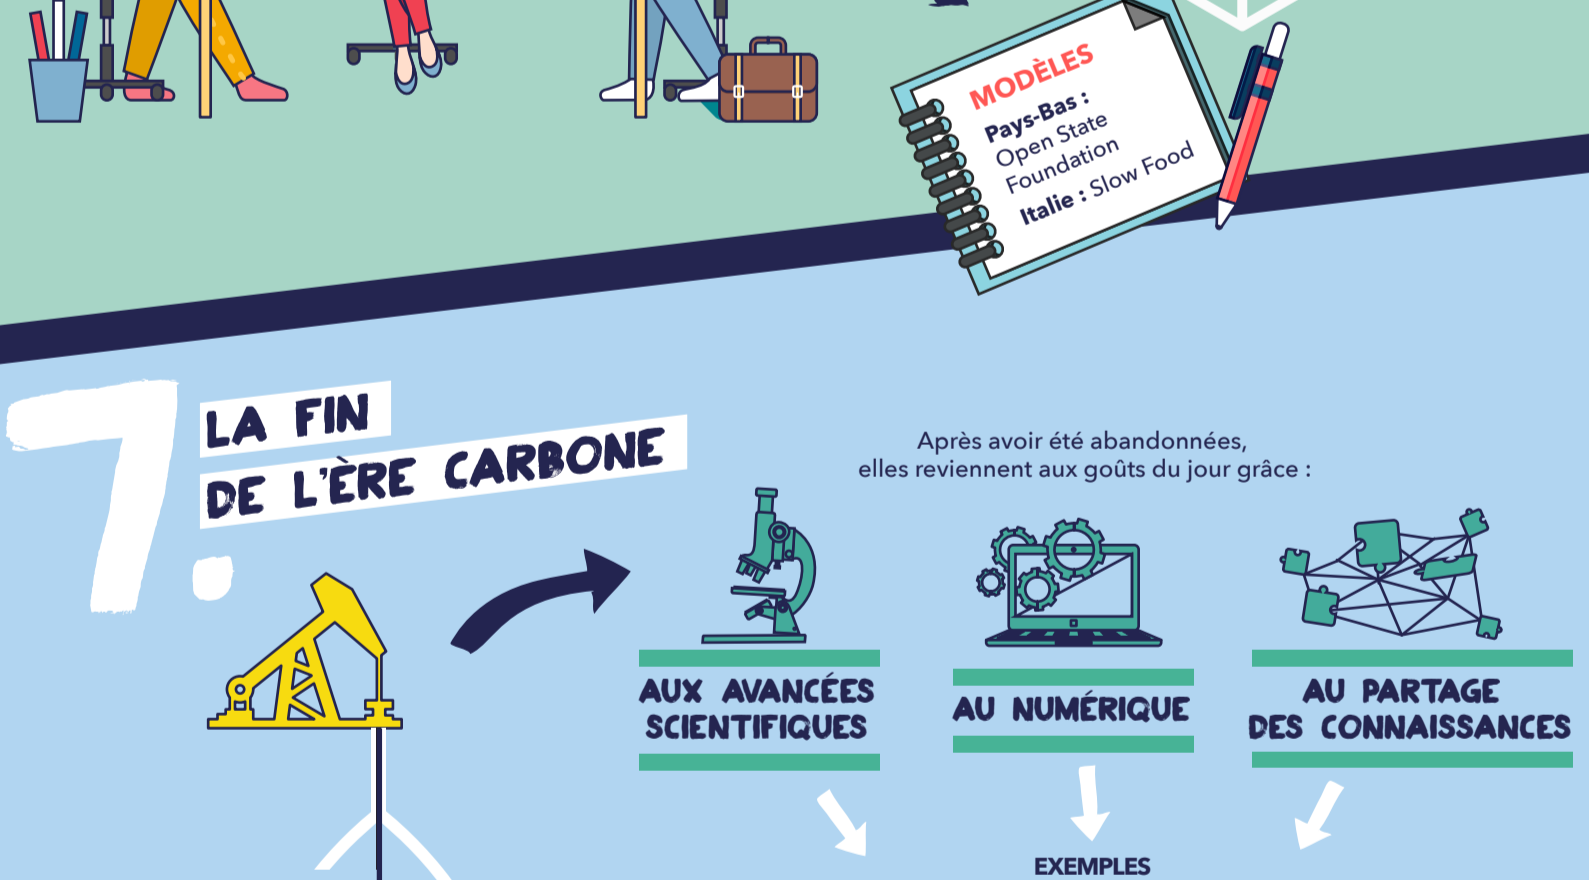 MODÈLES
Pays-Bas :
Open State
Foundation
Italie : Slow Food
7.
LA FIN
DE L'ÈRE CARBONE
Après avoir été abandonnées,
elles reviennent aux goûts du jour grâce :
AUX AVANCÉES
SCIENTIFIQUES
AU NUMÉRIQUE
AU PARTAGE
DES CONNAISSANCES
EXEMPLES